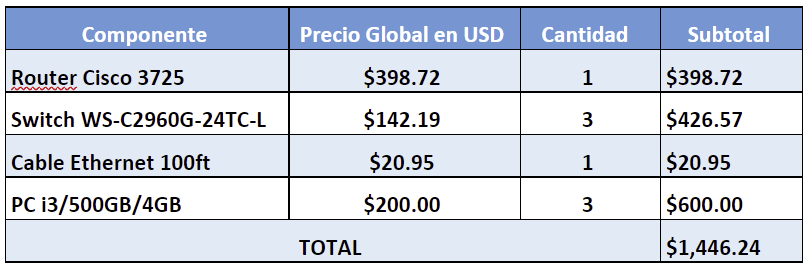 Componente Precio Global en USD Cantidad Subtotal
Router Cisco 3725 $398.72 1 $398.72
Switch WS-C2960G-24TC-L $142.19 3 $426.57
Cable Ethernet 100ft $20.95 1 $20.95
PC i3/500GB/4GB $200.00 3 $600.00
TOTAL $1,446.24